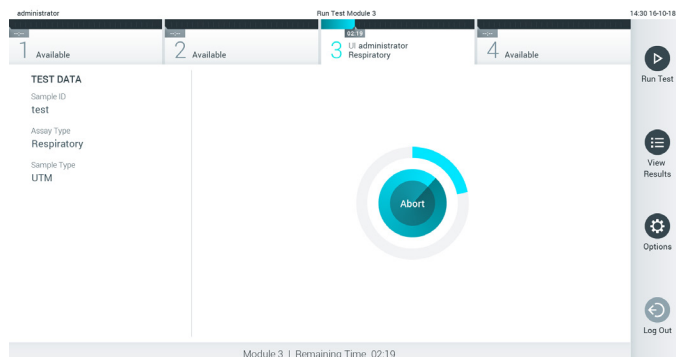 administrator
Run Test Module 3
14:30 16-10-18
--:--
1 Available
--:--
2 Available
02:19
3 UI administrator
Respiratory
--:--
4 Available
TEST DATA
Sample ID
test
Assay Type
Respiratory
Sample Type
UTM
Abort
Run Test
View
Results
Options
Log Out
Module 3 | Remaining Time 02:19